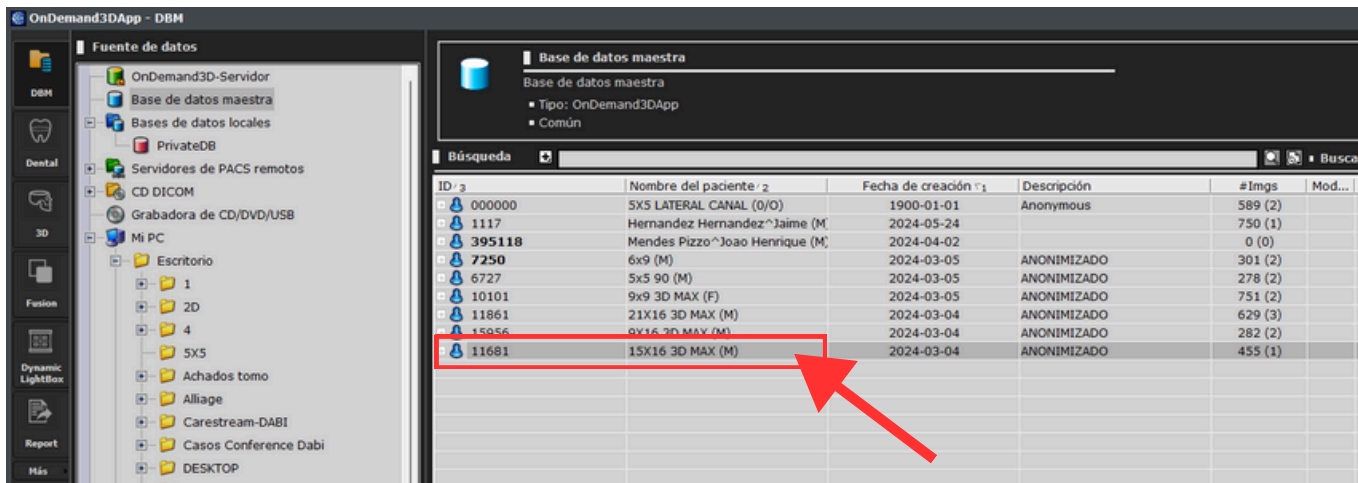 OnDemand3DApp - DBM
DBM
Dental
3D
Fusion
Dynamic
LightBox
Report
Más
Fuente de datos
OnDemand3D-Servidor
Base de datos maestra
Bases de datos locales
PrivateDB
Servidores de PACS remotos
CD DICOM
Grabadora de CD/DVD/USB
Mi PC
Escritorio
1
2D
4
5X5
Achados tomo
Alliage
Carestream-DABI
Casos Conference Dabi
DESKTOP
Base de datos maestra
Base de datos maestra
Tipo: OnDemand3DApp
Común
Búsqueda Busca
ID 3 Nombre del paciente 2 Fecha de creación 1 Descripción #Imgs Mod...
000000 5X5 LATERAL CANAL (0/O) 1900-01-01 Anonymous 589 (2)
1117 Hernandez Hernandez^Jaime (M 2024-05-24 750 (1)
395118 Mendes Pizzo^Joao Henrique (M) 2024-04-02 0 (0)
7250 6x9 (M) 2024-03-05 ANONIMIZADO 301 (2)
6727 5x5 90 (M) 2024-03-05 ANONIMIZADO 278 (2)
10101 9x9 3D MAX (F) 2024-03-05 ANONIMIZADO 751 (2)
11861 21X16 3D MAX (M) 2024-03-04 ANONIMIZADO 629 (3)
15956 9X16 3D MAX (M) 2024-03-04 ANONIMIZADO 282 (2)
11681 15X16 3D MAX (M) 2024-03-04 ANONIMIZADO 455 (1)